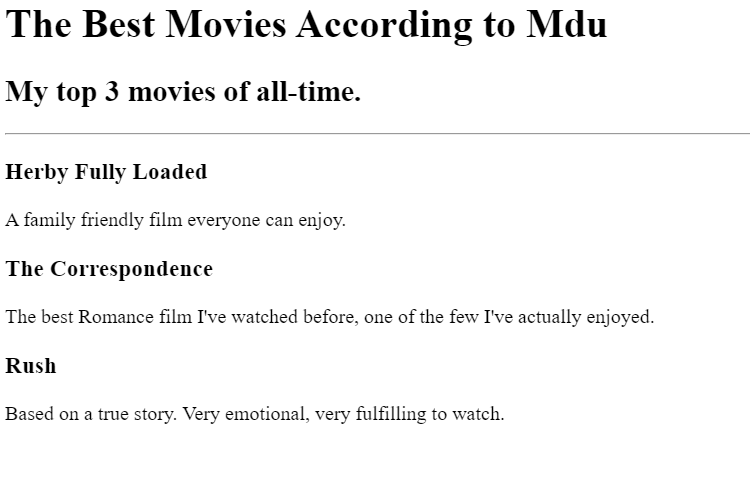 The Best Movies According to Mdu
My top 3 movies of all-time.
Herby Fully Loaded
A family friendly film everyone can enjoy.
The Correspondence
The best Romance film I've watched before, one of the few I've actually enjoyed.
Rush
Based on a true story. Very emotional, very fulfilling to watch.